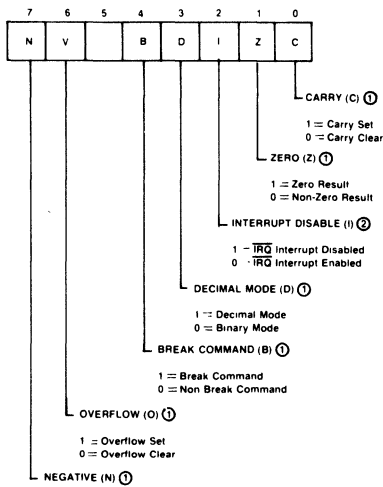 7 6 5 4 3 2 1 0
N V B D I Z C
CARRY (C) ①
1 = Carry Set
0 = Carry Clear
ZERO (Z) ①
1 = Zero Result
0 = Non-Zero Result
INTERRUPT DISABLE (I) ②
1 = IRQ Interrupt Disabled
0 = IRQ Interrupt Enabled
DECIMAL MODE (D) ①
1 = Decimal Mode
0 = Binary Mode
BREAK COMMAND (B) ①
1 = Break Command
0 = Non Break Command
OVERFLOW (O) ①
1 = Overflow Set
0 = Overflow Clear
NEGATIVE (N) ①